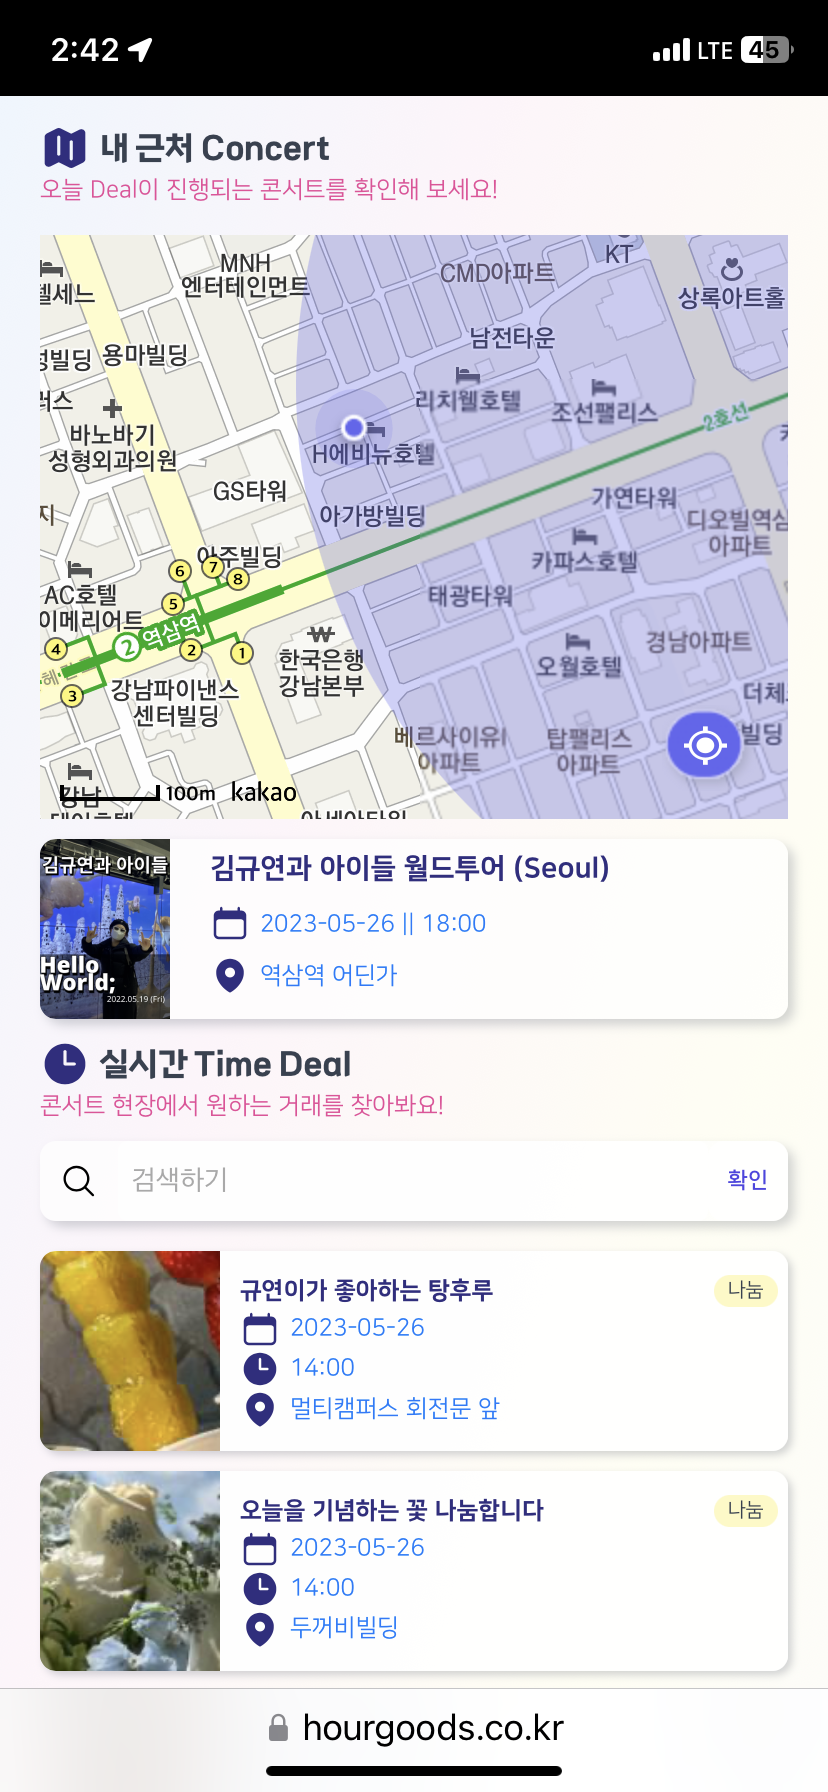 2:42
LTE 45
내 근처 Concert
오늘 Deal이 진행되는 콘서트를 확인해 보세요!
MNH
엔터테인먼트
CMD아파트
KT
상록아트홀
텔세느
남전타운
용마빌딩
리치웰호텔
조선팰리스
바노바기
성형외과의원
H에비뉴호텔
2호선
GS타워
아가방빌딩
가연타워
디오빌역삼
아파트
아주빌딩
카파스호텔
6 7 8
AC호텔
이메리어트
태광타워
5
2 역삼역
4
2
1
한국은행
강남본부
경남아파트
오월호텔
3
강남파이낸스
센터빌딩
더체
베르사이유
아파트
탑팰리스
아파트
빌딩
강남
100m kakao
김규연과 아이들
Hello
World;
2022.05.19 (Fri)
김규연과 아이들 월드투어 (Seoul)
2023-05-26 || 18:00
역삼역 어딘가
실시간 Time Deal
콘서트 현장에서 원하는 거래를 찾아봐요!
검색하기
확인
규연이가 좋아하는 탕후루
나눔
2023-05-26
14:00
멀티캠퍼스 회전문 앞
오늘을 기념하는 꽃 나눔합니다
나눔
2023-05-26
14:00
두꺼비빌딩
hourgoods.co.kr